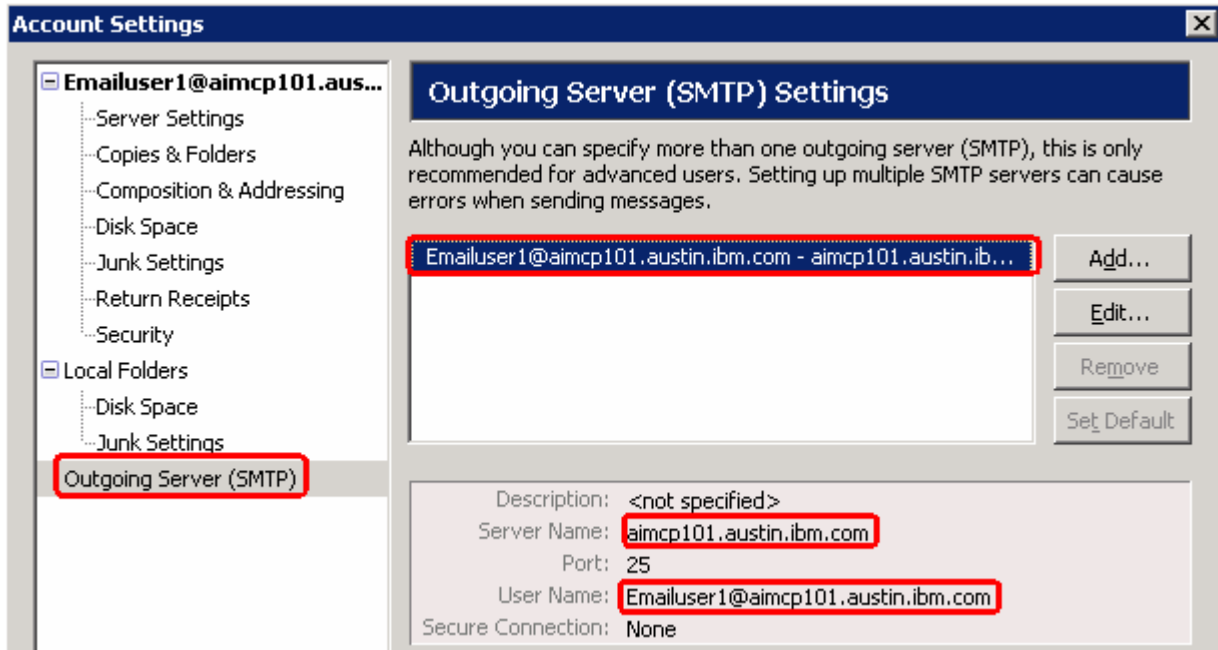 Account Settings
Emailuser1@aimcp101.aus...
Server Settings
Copies & Folders
Composition & Addressing
Disk Space
Junk Settings
Return Receipts
Security
Local Folders
Disk Space
Junk Settings
Outgoing Server (SMTP)
Outgoing Server (SMTP) Settings
Although you can specify more than one outgoing server (SMTP), this is only
recommended for advanced users. Setting up multiple SMTP servers can cause
errors when sending messages.
Emailuser1@aimcp101.austin.ibm.com - aimcp101.austin.ib...
Add...
Edit...
Remove
Set Default
Description: <not specified>
Server Name: aimcp101.austin.ibm.com
Port: 25
User Name: Emailuser1@aimcp101.austin.ibm.com
Secure Connection: None